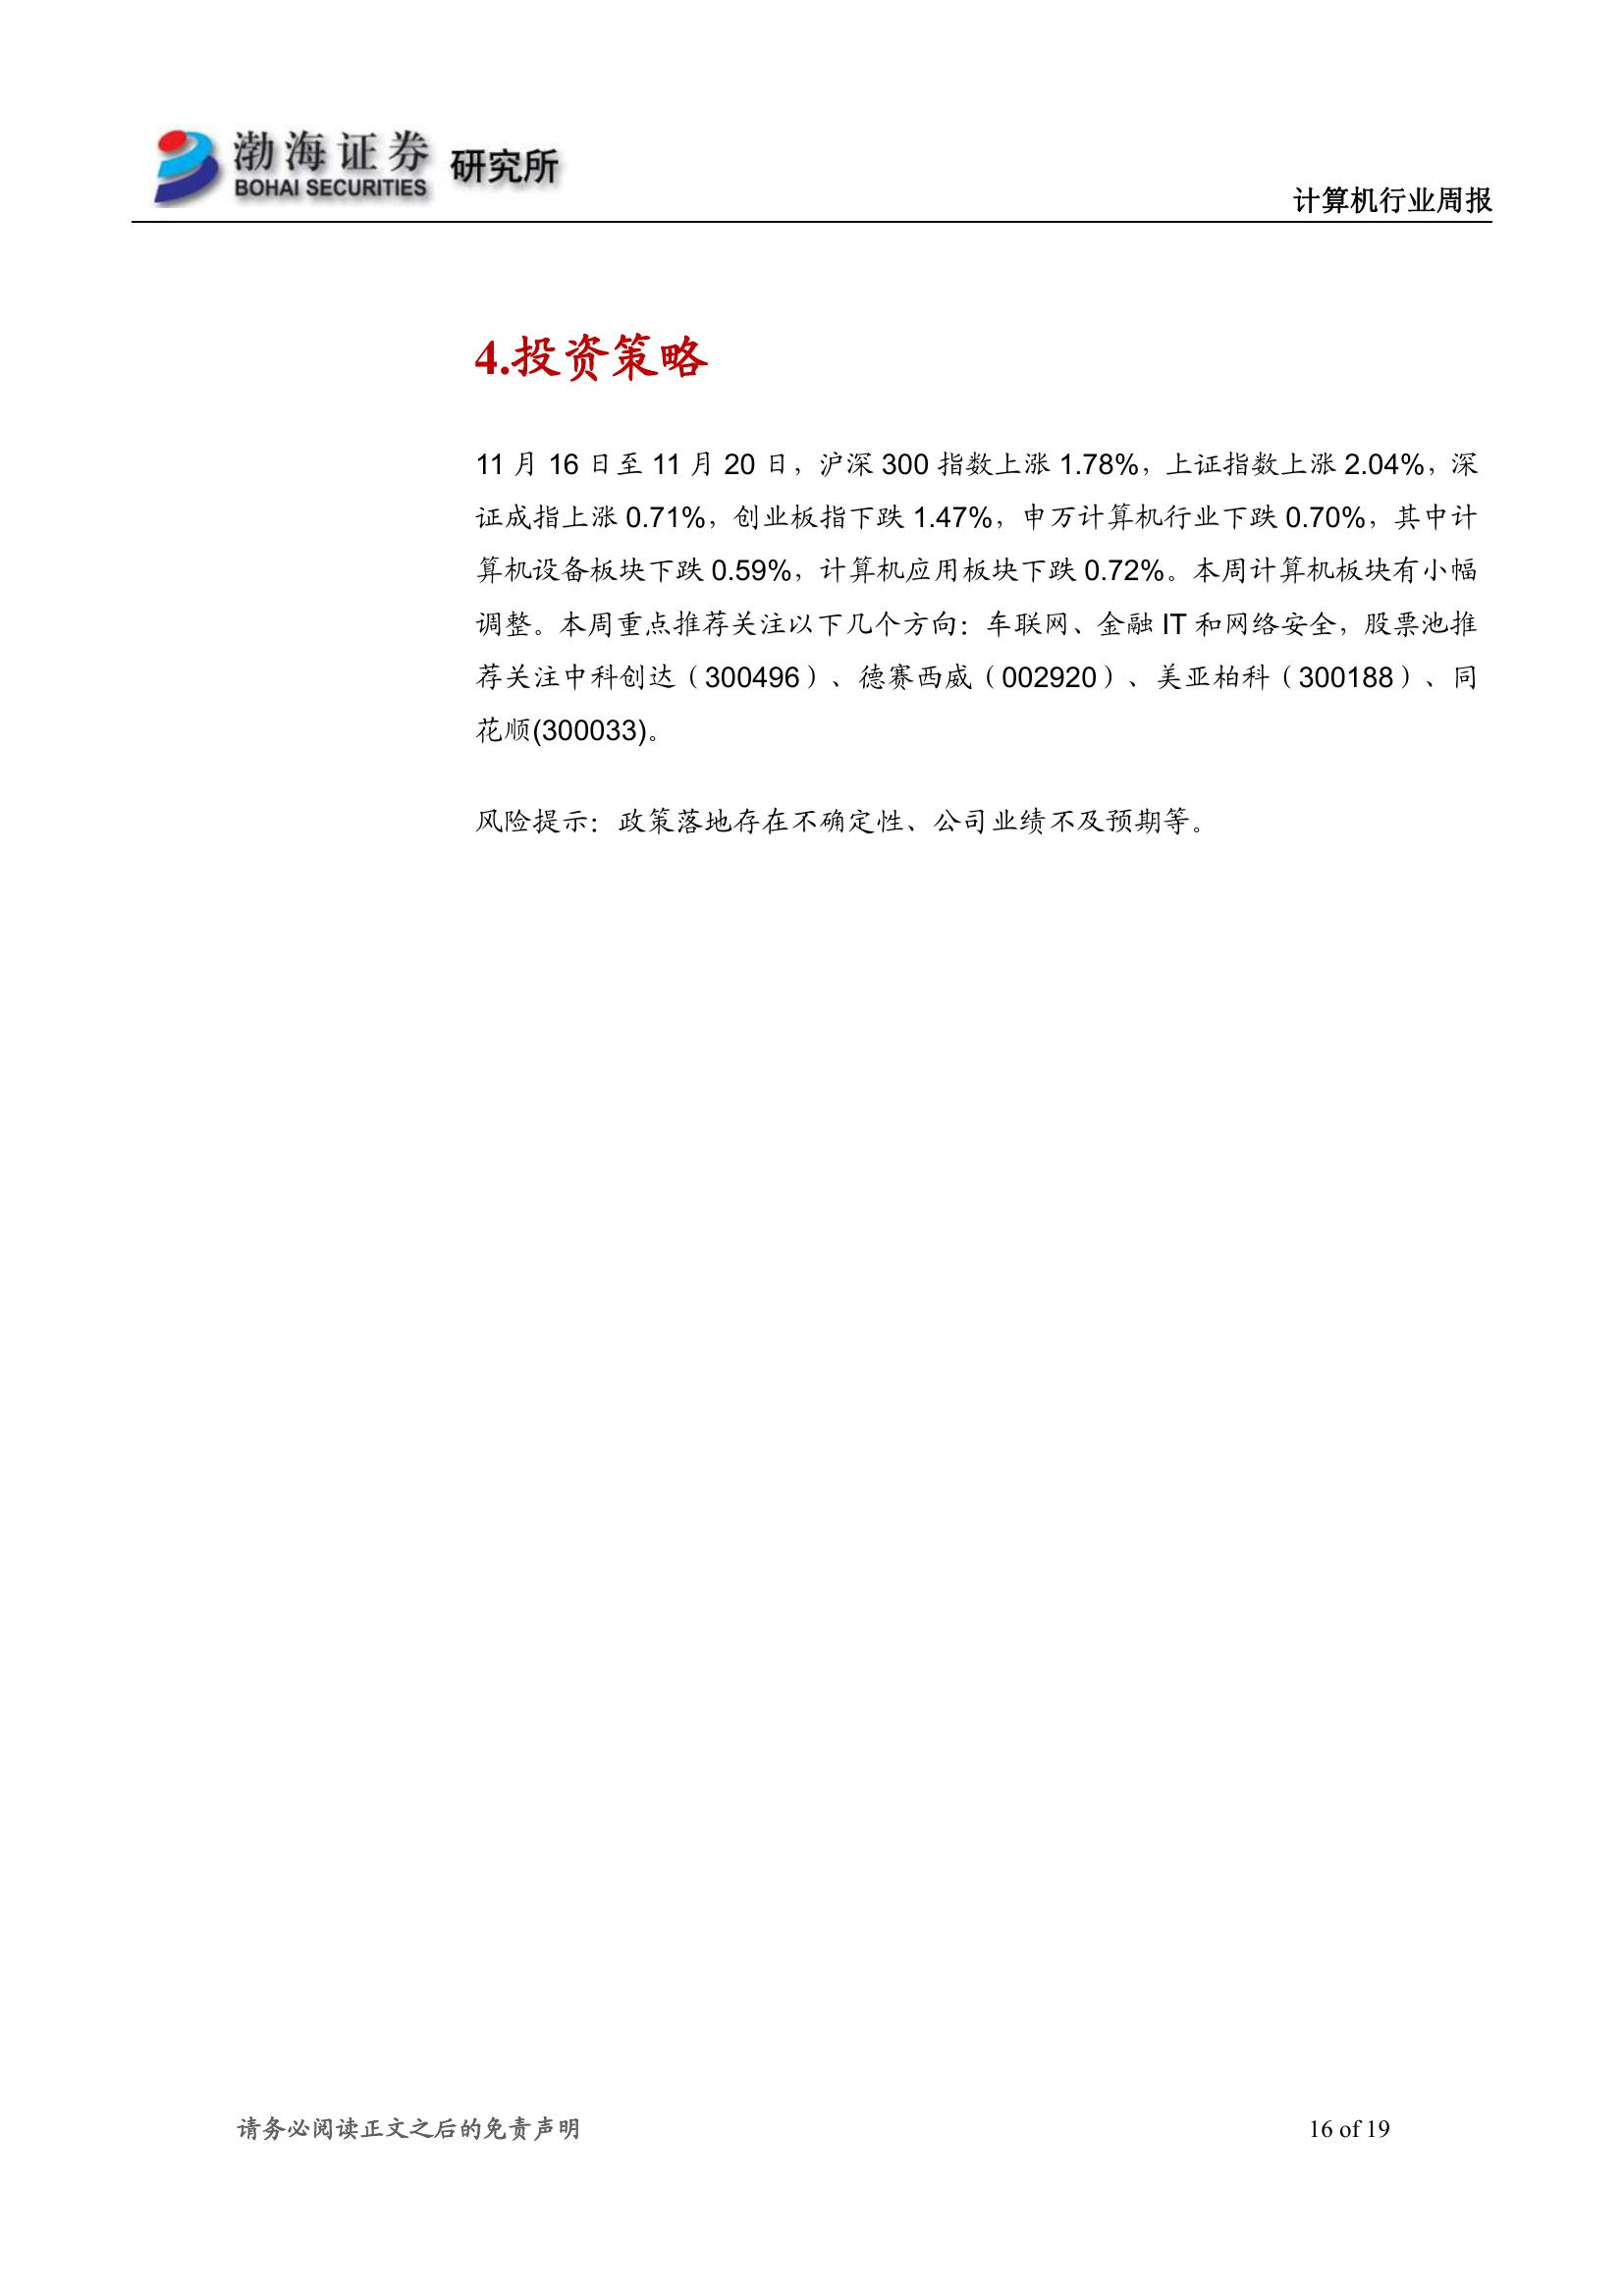 渤海证券
BOHAI SECURITIES
研究所
计算机行业周报
4.投资策略
11 月 16 日至 11 月 20 日，沪深 300 指数上涨 1.78%，上证指数上涨 2.04%，深
证成指上涨 0.71%，创业板指下跌 1.47%，申万计算机行业下跌 0.70%，其中计
算机设备板块下跌 0.59%，计算机应用板块下跌 0.72%。本周计算机板块有小幅
调整。本周重点推荐关注以下几个方向：车联网、金融 IT 和网络安全，股票池推
荐关注中科创达（300496）、德赛西威（002920）、美亚柏科（300188）、同
花顺(300033)。
风险提示：政策落地存在不确定性、公司业绩不及预期等。
请务必阅读正文之后的免责声明
16 of 19